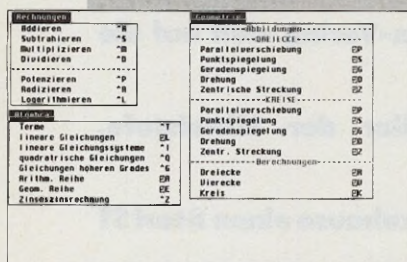 Rechnungen
Addieren
Subtrahieren
Multiplizieren ^M
Dividieren ^D
Potenzieren ^P
Radizieren ^R
Logarithmieren ^L
Algebra
Terme
lineare Gleichungen
lineare Gleichungssysteme ^I
quadratrische Gleichungen ^Q
Gleichungen höheren Grades ^G
Arithm. Reihe
Geom. Reihe
Zinseszinsrechnung ^Z
Geometrie
Abbildungen
DREIECKE
Parallelverschiebung
Punktspiegelung
Geradenspiegelung
Drehung
Zentrische Streckung
KREISE
Parallelverschiebung
Punktspiegelung
Geradenspiegelung
Drehung
Zentr. Streckung
Berechnungen
Dreiecke
Vierecke
Kreis